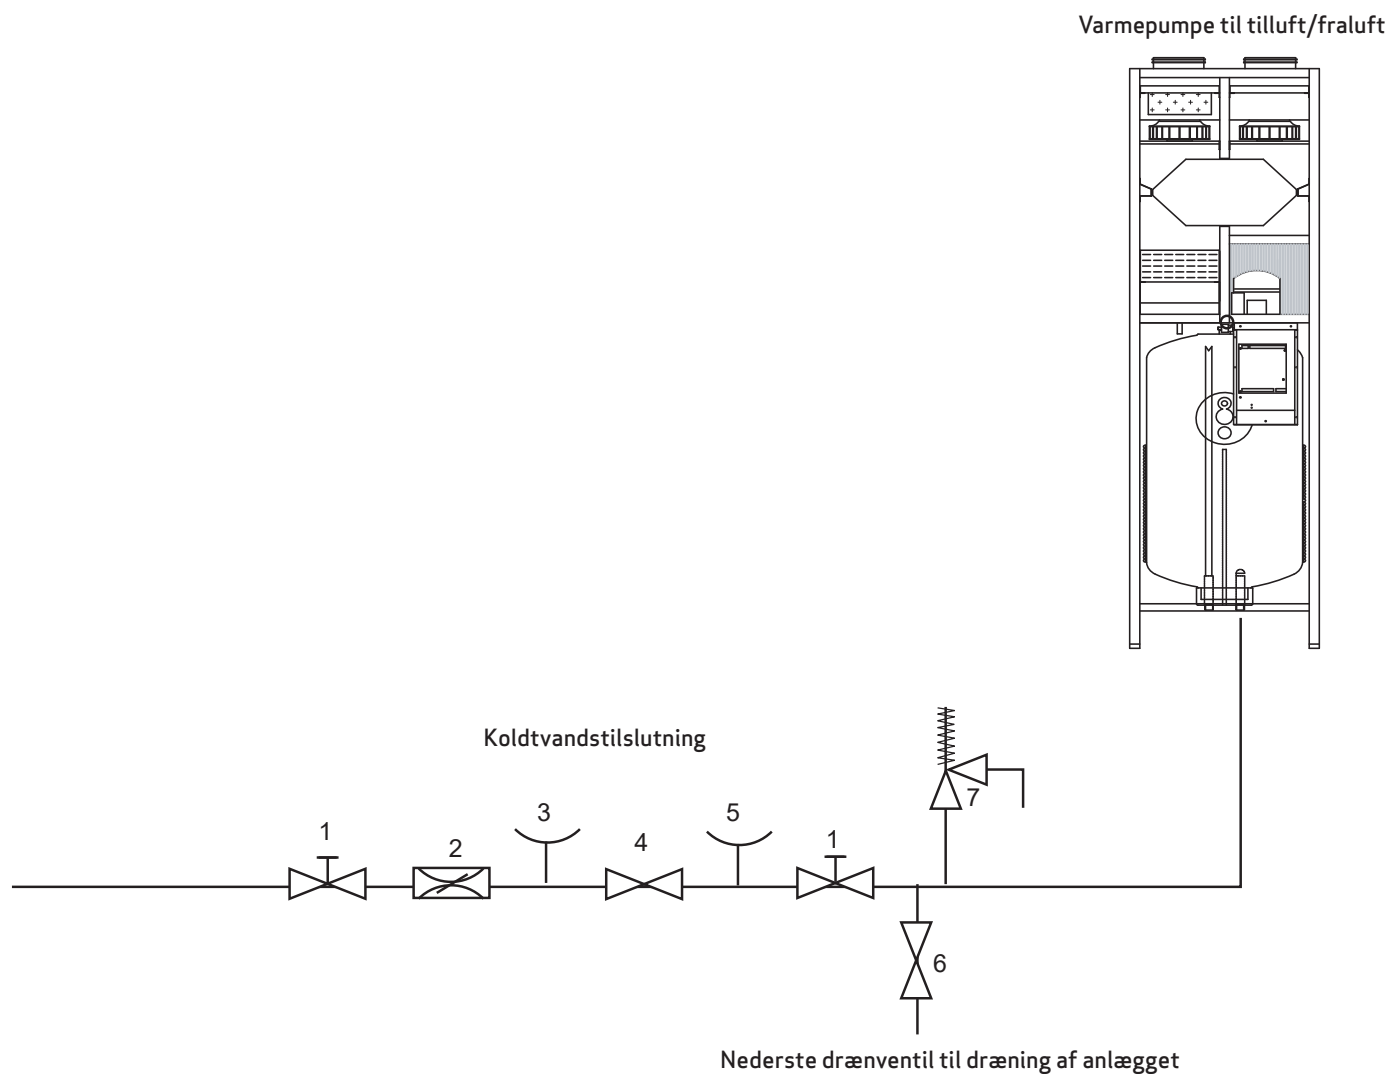 Varmepumpe til tilluft/fraluft
Koldtvandstilslutning
1
2
3
4
5
1
7
6
Nederste drænventil til dræning af anlægget